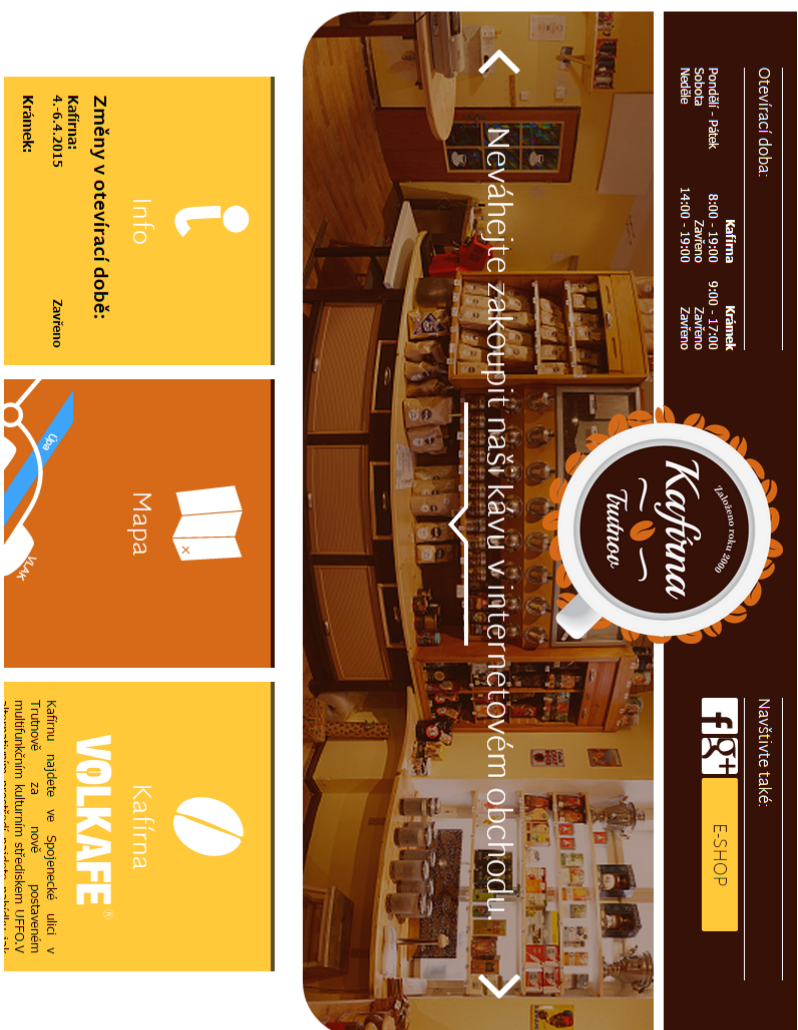 Otevírací doba:
Kafírna Krámek
Pondělí - Pátek 8:00 - 19:00 9:00 - 17:00
Sobota Zavřeno Zavřeno
Neděle 14:00 - 19:00 Zavřeno
Založeno roku 2000
Kafírna
Trutnov
Navštivte také:
f g+
E-SHOP
Neváhejte zakoupit naši kávu v internetovém obchodu
Info
Změny v otevírací době:
Kafírna:
4.-6.4.2015 Zavřeno
Krámek:
Mapa
Úpa
VLAK
Kafírna
VOLKAFE®
Kafírnu najdete ve Spojenecké ulici v
Trutnově za nově postaveném
multifunkčním kulturním střediskem UFFO.V